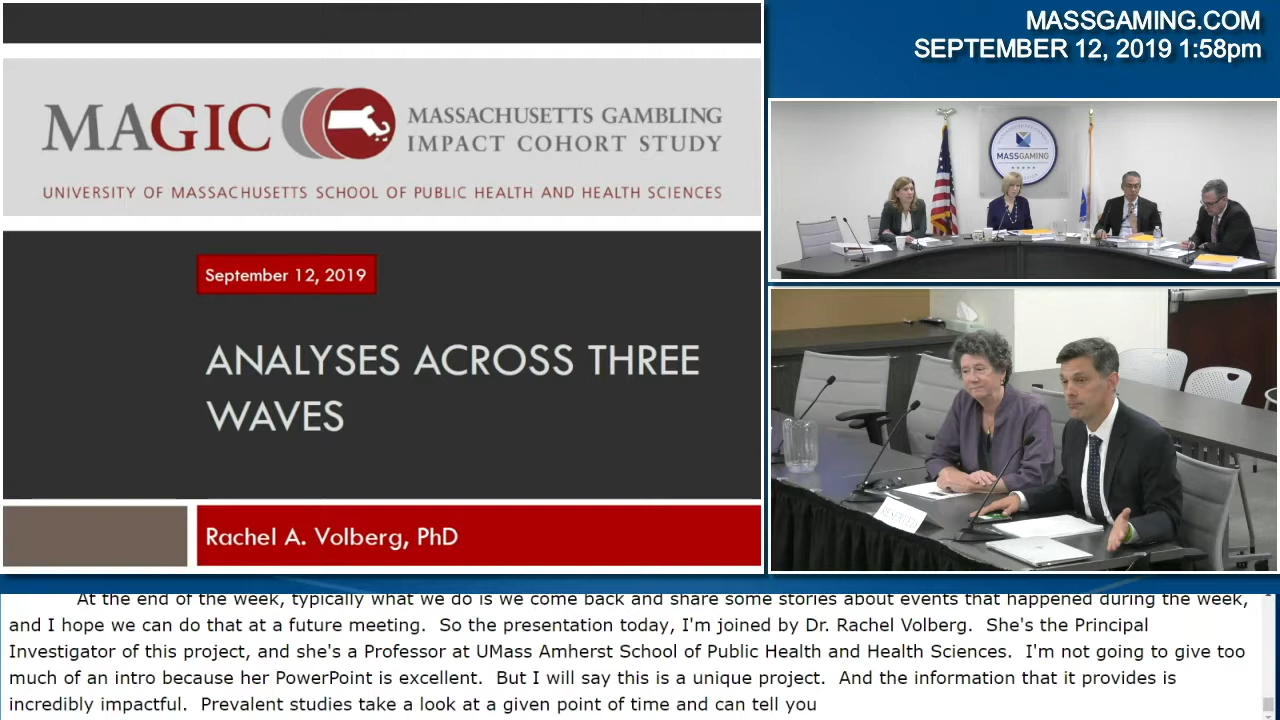 MASSGAMING.COM
SEPTEMBER 12, 2019 1:58pm
MAGIC
MASSACHUSETTS GAMBLING
IMPACT COHORT STUDY
UNIVERSITY OF MASSACHUSETTS SCHOOL OF PUBLIC HEALTH AND HEALTH SCIENCES
September 12, 2019
ANALYSES ACROSS THREE
WAVES
Rachel A. Volberg, PhD
MASSGAMING
RESERVED
At the end of the week, typically what we do is we come back and share some stories about events that happened during the week,
and I hope we can do that at a future meeting.  So the presentation today, I'm joined by Dr. Rachel Volberg.  She's the Principal
Investigator of this project, and she's a Professor at UMass Amherst School of Public Health and Health Sciences.  I'm not going to give too
much of an intro because her PowerPoint is excellent.  But I will say this is a unique project.  And the information that it provides is
incredibly impactful.  Prevalent studies take a look at a given point of time and can tell you